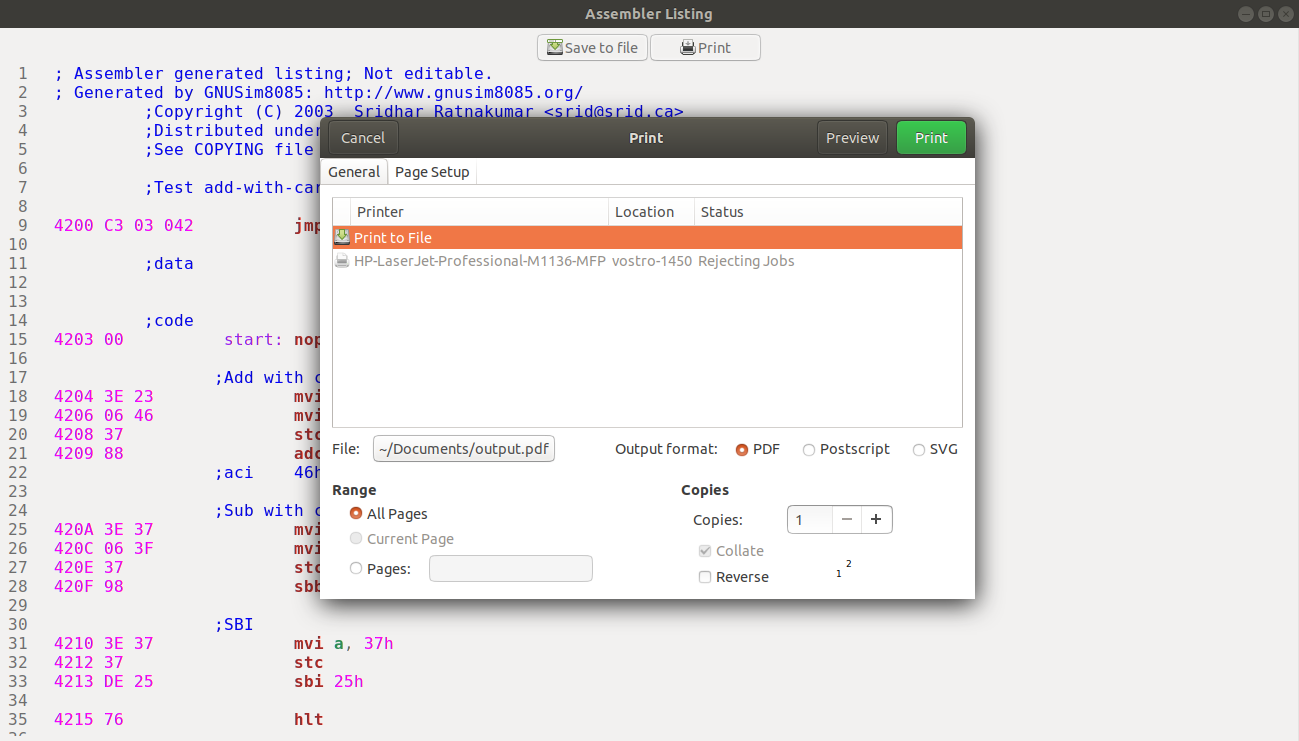 Assembler Listing
Save to file Print
1 ; Assembler generated listing; Not editable.
2 ; Generated by GNUSim8085: http://www.gnusim8085.org/
3 ;Copyright (C) 2003 Sridhar Ratnakumar <srid@srid.ca>
4 ;Distributed under
5 ;See COPYING file
6
7 ;Test add-with-car
8
9 4200 C3 03 042 jmp
10
11 ;data
12
13
14 ;code
15 4203 00 start: nop
16
17 ;Add with c
18 4204 3E 23 mvi
19 4206 06 46 mvi
20 4208 37 stc
21 4209 88 adc
22 ;aci 46h
23
24 ;Sub with c
25 420A 3E 37 mvi
26 420C 06 3F mvi
27 420E 37 stc
28 420F 98 sbb
29
30 ;SBI
31 4210 3E 37 mvi a, 37h
32 4212 37 stc
33 4213 DE 25 sbi 25h
34
35 4215 76 hlt
Cancel Print Preview Print
General Page Setup
Printer Location Status
Print to File
HP-LaserJet-Professional-M1136-MFP vostro-1450 Rejecting Jobs
File: ~/Documents/output.pdf Output format: PDF Postscript SVG
Range Copies
All Pages Copies: 1
Current Page Collate
Pages: Reverse 1 2